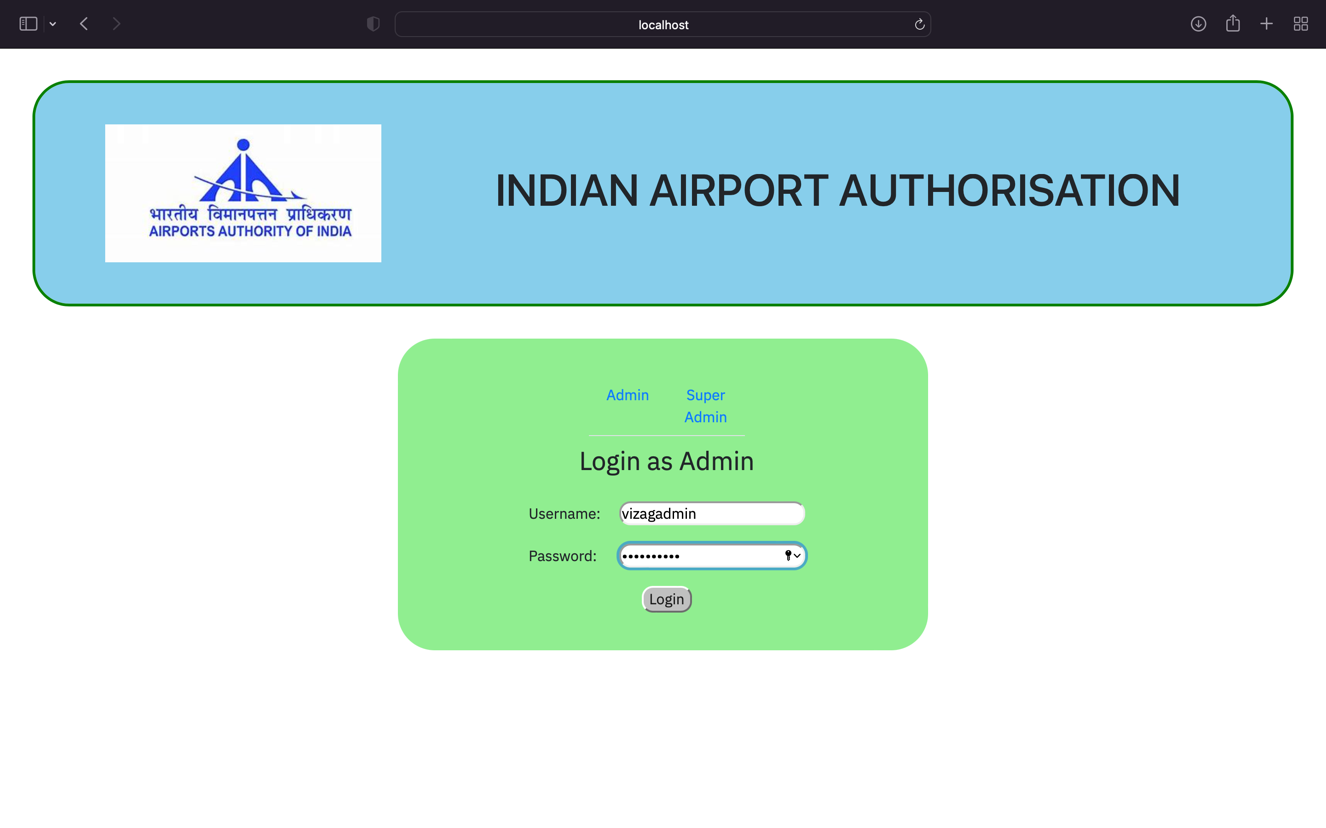 localhost
भारतीय विमानपत्तन प्राधिकरण
AIRPORTS AUTHORITY OF INDIA
INDIAN AIRPORT AUTHORISATION
Admin
Super
Admin
Login as Admin
Username: vizagadmin
Password: ••••••••••
Login